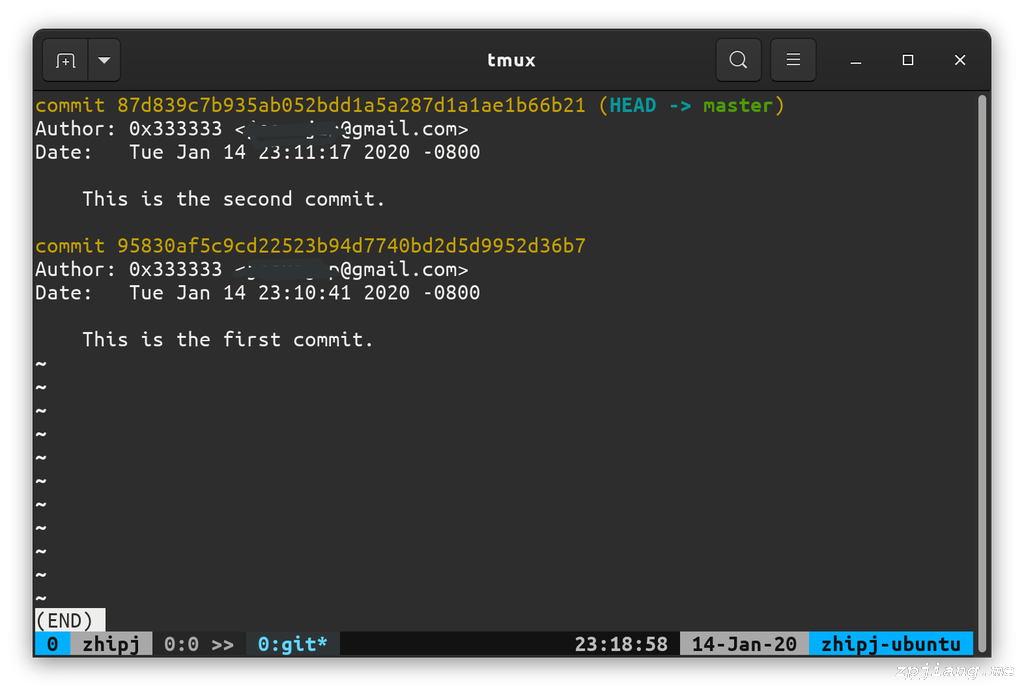 tmux
commit 87d839c7b935ab052bdd1a5a287d1a1ae1b66b21 (HEAD -> master)
Author: 0x333333 <@gmail.com>
Date:   Tue Jan 14 23:11:17 2020 -0800
This is the second commit.
commit 95830af5c9cd22523b94d7740bd2d5d9952d36b7
Author: 0x333333 <p@gmail.com>
Date:   Tue Jan 14 23:10:41 2020 -0800
This is the first commit.
~
~
~
~
~
~
~
~
~
~
~
(END)
0 zhipj 0:0 >> 0:git* 23:18:58 14-Jan-20 zhipj-ubuntu
zpjiang.me